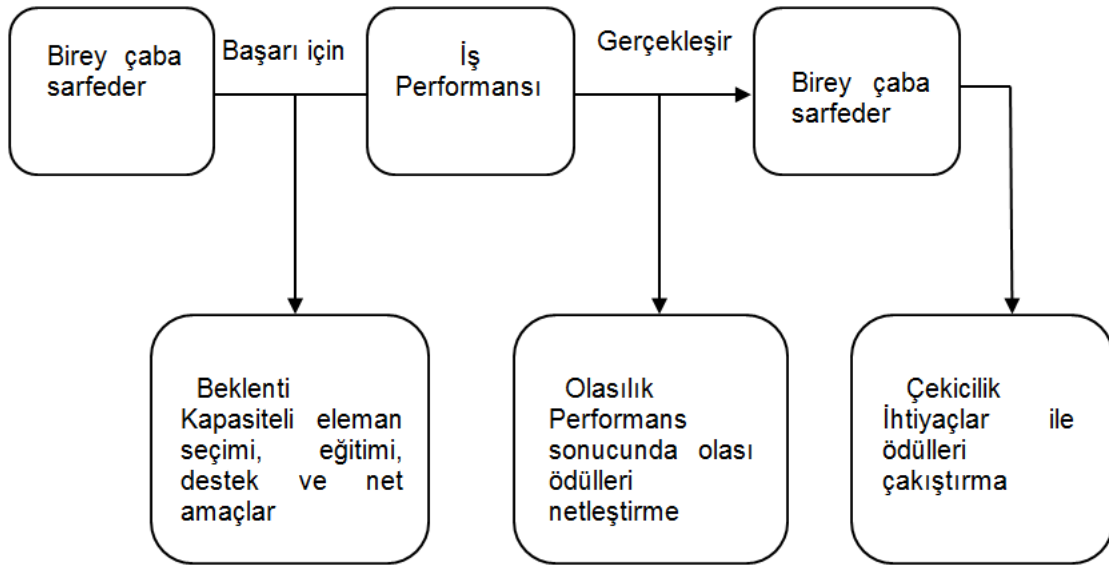 Birey çaba
sarfeder
Başarı için
İş
Performansı
Gerçekleşir
Birey çaba
sarfeder
Beklenti
Kapasiteli eleman
seçimi, eğitimi,
destek ve net
amaçlar
Olasılık
Performans
sonucunda olası
ödülleri
netleştirme
Çekicilik
İhtiyaçlar ile
ödülleri
çakıştırma